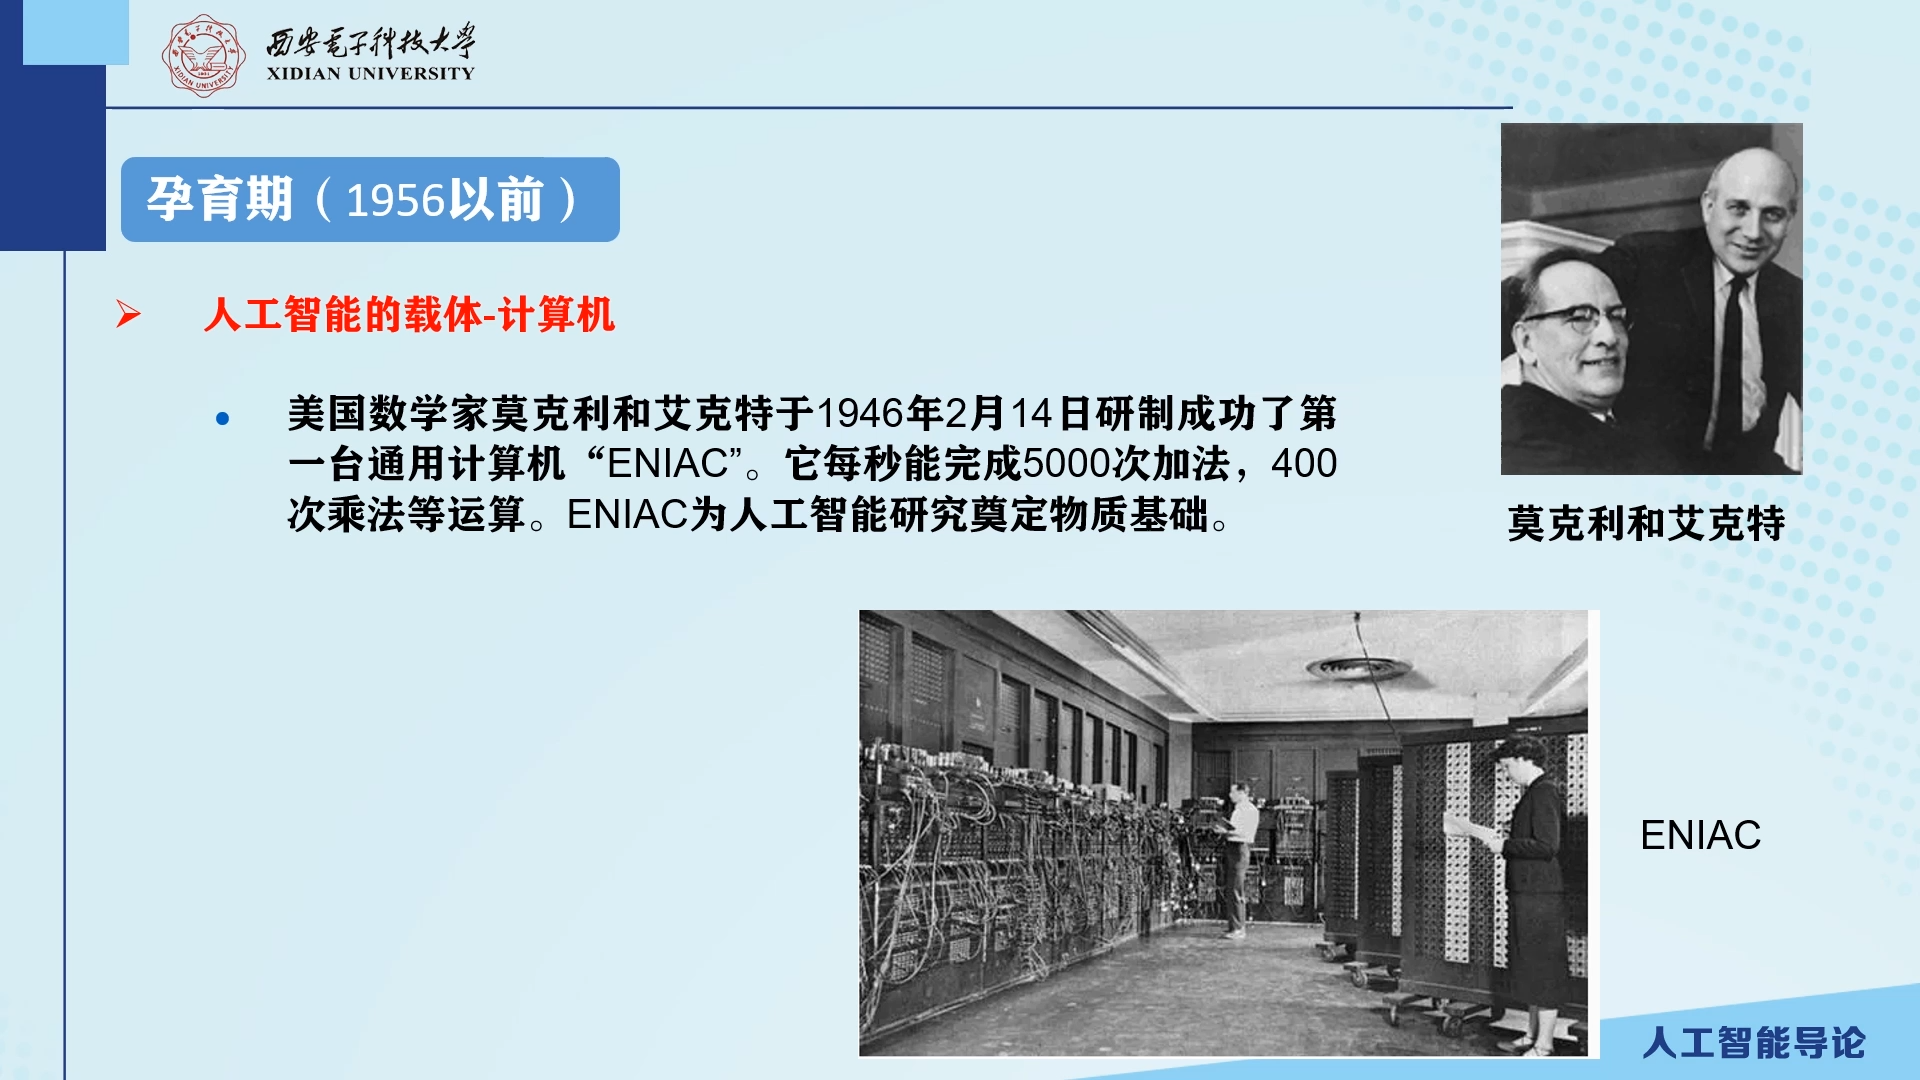 西安电子科技大学
XIDIAN UNIVERSITY
孕育期（1956以前）
人工智能的载体-计算机
美国数学家莫克利和艾克特于1946年2月14日研制成功了第
一台通用计算机“ENIAC”。它每秒能完成5000次加法，400
次乘法等运算。ENIAC为人工智能研究奠定物质基础。
莫克利和艾克特
ENIAC
人工智能导论